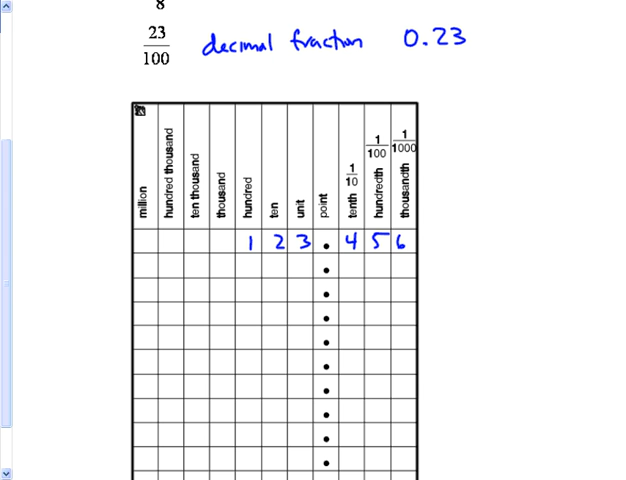 8
23
100
decimal fraction 0.23
million
hundred thousand
ten thousand
thousand
hundred
ten
unit
point
tenth 1/10
hundredth 1/100
thousandth 1/1000
1 2 3 . 4 5 6